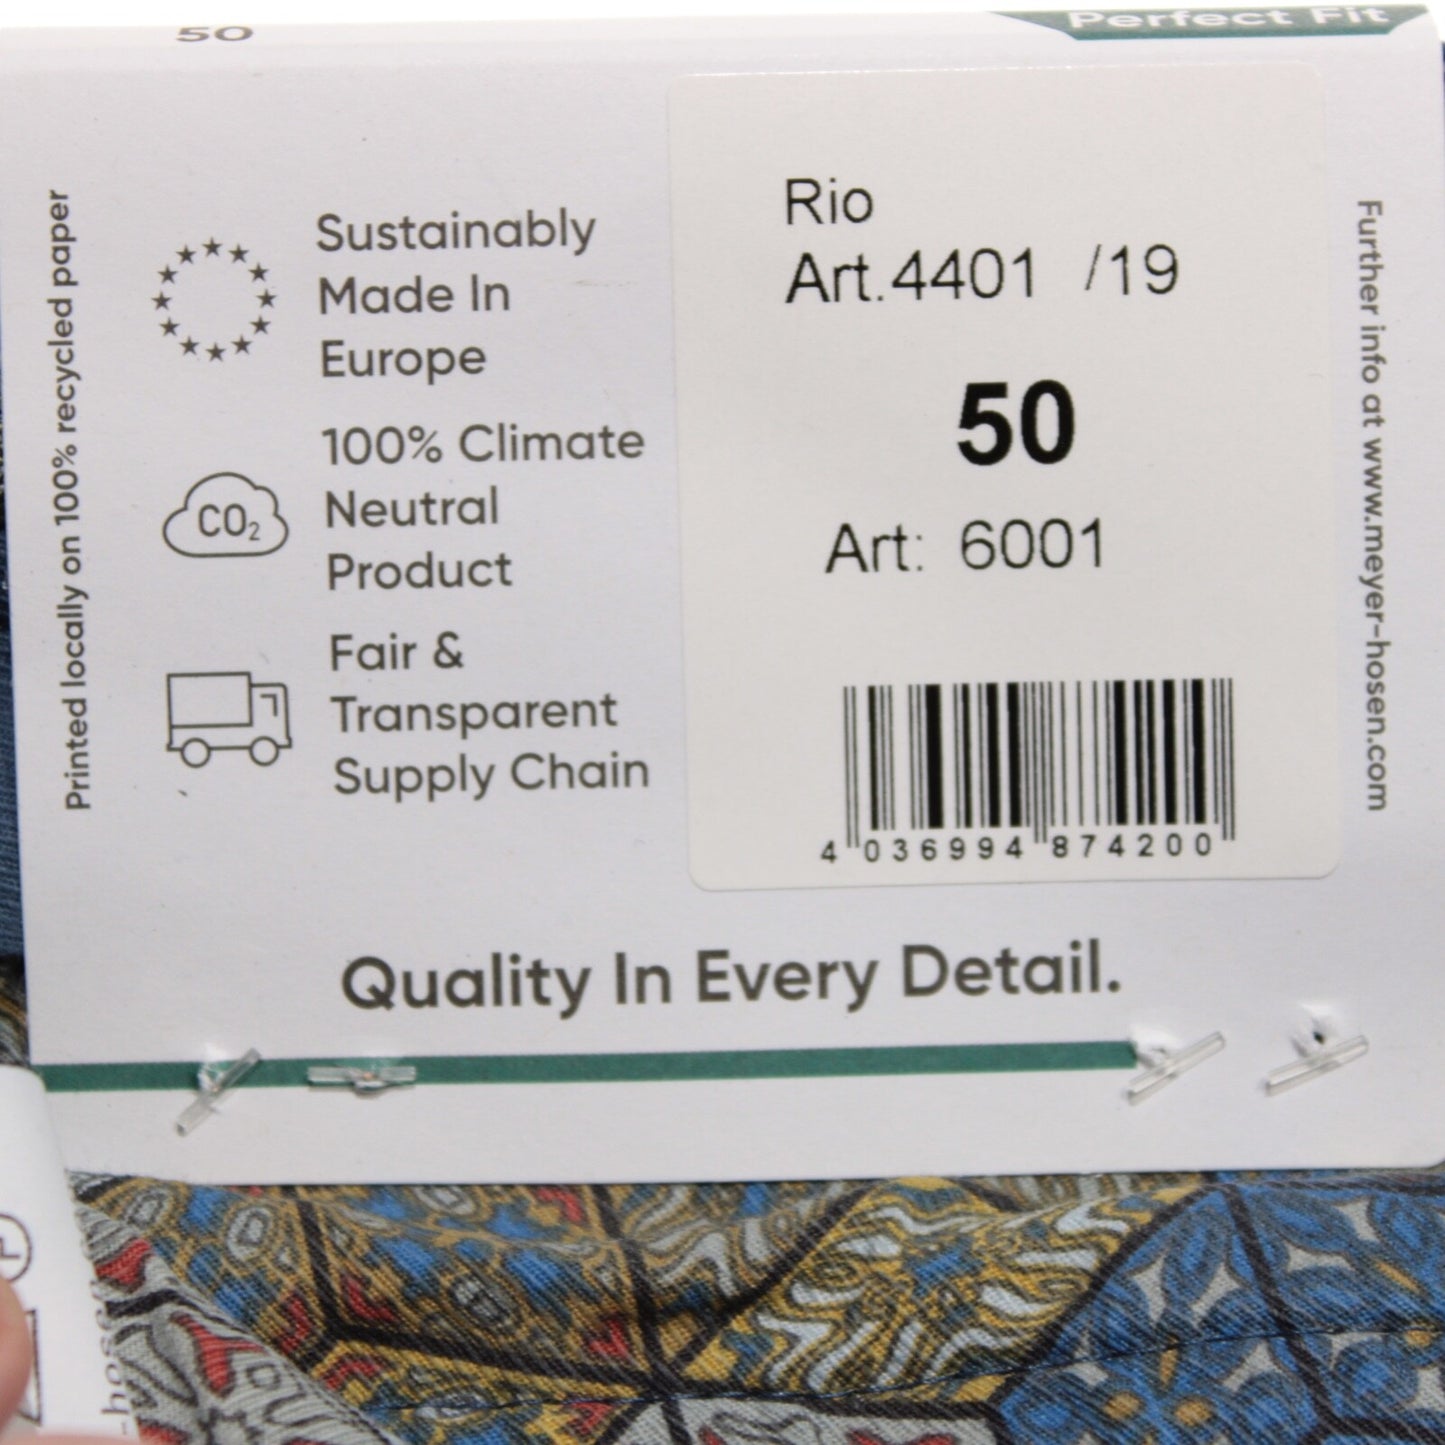 50
Perfect Fit
Printed locally on 100% recycled paper
Sustainably
Made In
Europe
CO₂
100% Climate
Neutral
Product
Fair &
Transparent
Supply Chain
Rio
Art.4401 /19
50
Art: 6001
4 036994 874200
Further info at www.meyer-hosen.com
Quality In Every Detail.